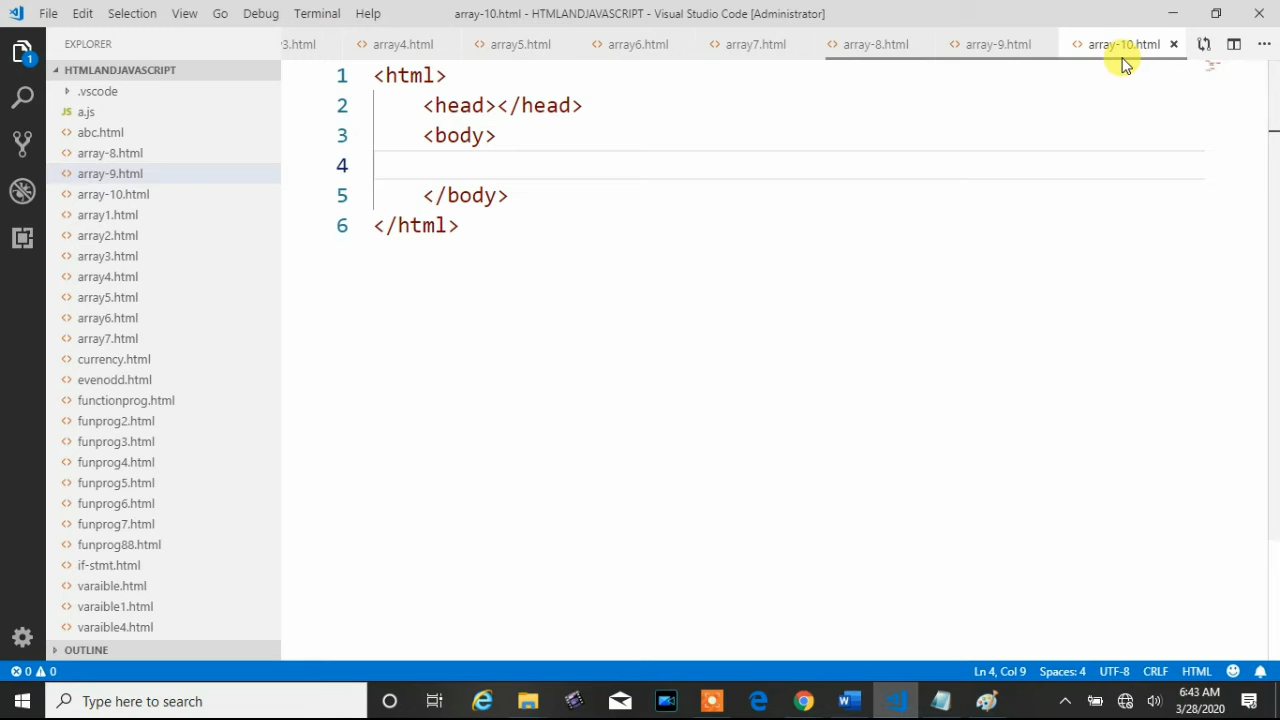 File Edit Selection View Go Debug Terminal Help array-10.html - HTMLANDJAVASCRIPT - Visual Studio Code [Administrator]
EXPLORER
3.html array4.html array5.html array6.html array7.html array-8.html array-9.html array-10.html
HTMLANDJAVASCRIPT
.vscode
JS a.js
abc.html
array-8.html
array-9.html
array-10.html
array1.html
array2.html
array3.html
array4.html
array5.html
array6.html
array7.html
currency.html
evenodd.html
functionprog.html
funprog2.html
funprog3.html
funprog4.html
funprog5.html
funprog6.html
funprog7.html
funprog88.html
if-stmt.html
varaible.html
varaible1.html
varaible4.html
OUTLINE
1 <html>
2 <head></head>
3 <body>
4
5 </body>
6 </html>
1
0 0 Ln 4, Col 9 Spaces: 4 UTF-8 CRLF HTML
Type here to search
6:43 AM
3/28/2020